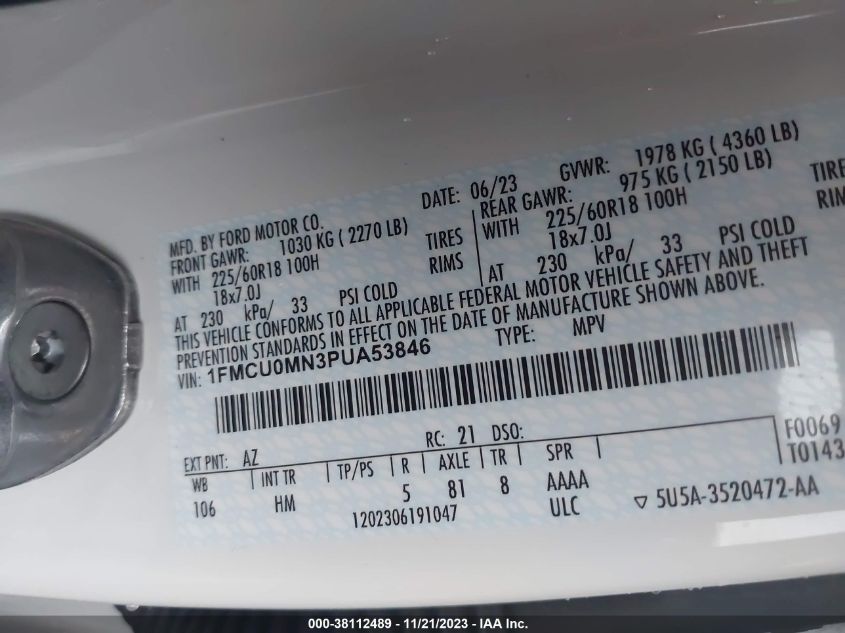 MFD. BY FORD MOTOR CO. DATE: 06/23 GVWR: 1978 KG ( 4360 LB)
FRONT GAWR: 1030 KG ( 2270 LB) REAR GAWR: 975 KG ( 2150 LB)
WITH 225/60R18 100H TIRES WITH 225/60R18 100H TIRE
18x7.0J RIMS 18x7.0J RIM
AT 230 kPa/ 33 PSI COLD AT 230 kPa/ 33 PSI COLD
THIS VEHICLE CONFORMS TO ALL APPLICABLE FEDERAL MOTOR VEHICLE SAFETY AND THEFT
PREVENTION STANDARDS IN EFFECT ON THE DATE OF MANUFACTURE SHOWN ABOVE.
VIN: 1FMCU0MN3PUA53846 TYPE: MPV
EXT PNT: AZ RC: 21 DSO: F0069
WB INT TR TP/PS R AXLE TR SPR T0143
106 HM 5 81 8 AAAA
1202306191047 ULC ▽ 5U5A-3520472-AA
000-38112489 - 11/21/2023 - IAA Inc.